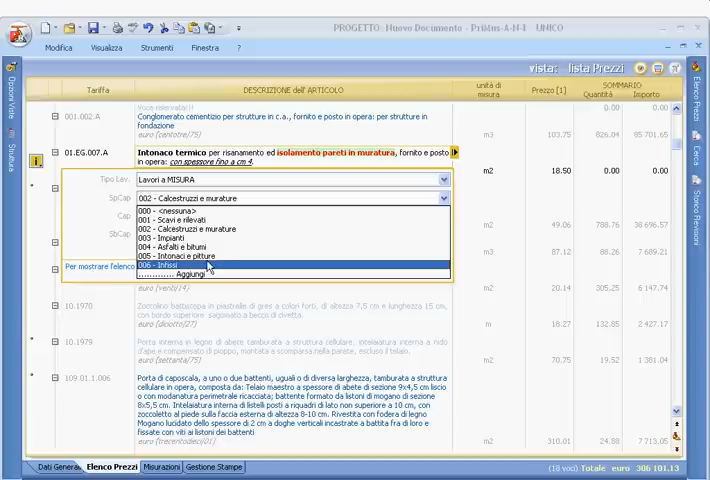 PROGETTO- Nuovo Documento - PriMus-A-N-1 UNICO
Modifica Visualizza Strumenti Finestra
vista: lista Prezzi
Tariffa DESCRIZIONE dell' ARTICOLO unità di misura Prezzo [1] SOMMARIO Quantità Importo
Opzioni Viste
Struttura
Elenco Prezzi
Cerca
Storico Revisioni
Voce riservata!! 0.00 0.00
001.002.A Conglomerato cementizio per strutture in c.a., fornito e posto in opera: per strutture in
fondazione
euro (centotre/75) m3 103.75 826.04 85 701.65
01.EG.007.A Intonaco termico per risanamento ed isolamento pareti in muratura, fornito e posto
in opera: con spessore fino a cm 4.
m2 18.50 0.00 0.00
Tipo Lav. Lavori a MISURA
SpCap 002 - Calcestruzzi e murature
Cap
SbCap
000 - <nessuna>
001 - Scavi e rilevati
002 - Calcestruzzi e murature
003 - Impianti
004 - Asfalti e bitumi
005 - Intonaci e pitture
006 - Infissi
............. Aggiungi
Per mostrare l'elenco
49.06 788.76 38 696.57
m3 87.12 88.26 7 689.21
euro (venti/14) m2 20.14 305.25 6 147.74
10.1970 Zoccolino battiscopa in piastrelle di gres a colori forti, di altezza 7,5 cm e lunghezza 15 cm,
con bordo superiore sagomato a becco di civetta.
euro (diciotto/27) m 18.27 132.85 2 427.17
10.1979 Porta interna in legno di abete tamburata a struttura cellulare, intelaiatura interna a nido
d'ape e compensato di pioppo, montata a scomparsa nella parete, excluso il telaio.
euro (settanta/75) m2 70.75 19.52 1 381.04
109.01.1.006 Porta di caposcala, a uno o due battenti, uguali o di diversa larghezza, tamburata a struttura
cellulare in opera, composta da: Telaio maestro a spessore di abete di sezione 9x4,5 cm liscio
o con modanatura perimetrale ricacciata; battente formato da listoni di mogano di sezione
8x5,5 cm. Intelaiatura interna di listelli posti a riquadri di lato non superiore a 10 cm, con
zoccoletto al piede sulla faccia esterna di altezza 8-10 cm. Rivestita con fodera di legno
Mogano lucidato dello spessore di 2 cm a doghe verticali incastrate a battita fra di loro e
fissate con viti ai listoni dei battenti
euro (trecentodieci/01) m2 310.01 24.88 7 713.05
Dati Generali Elenco Prezzi Misurazioni Gestione Stampe (18 voci) Totale euro 306 101.13